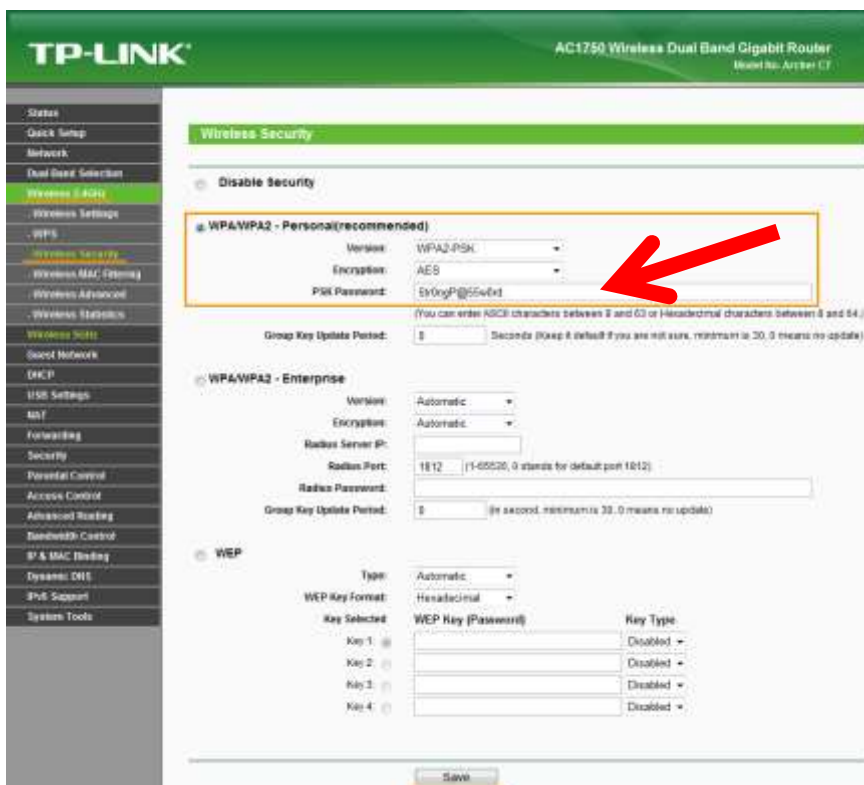 TP-LINK
AC1750 Wireless Dual Band Gigabit Router
Model No. Archer C7
Status
Quick Setup
Network
Dual Band Selection
Wireless 2.4GHz
- Wireless Settings
- WPS
- Wireless Security
- Wireless MAC Filtering
- Wireless Advanced
- Wireless Statistics
Wireless 5GHz
Guest Network
DHCP
USB Settings
NAT
Forwarding
Security
Parental Control
Access Control
Advanced Routing
Bandwidth Control
IP & MAC Binding
Dynamic DNS
IPv6 Support
System Tools
Wireless Security
Disable Security
WPA/WPA2 - Personal(recommended)
Version: WPA2-PSK
Encryption: AES
PSK Password: Str0ngP@55w0rd
(You can enter ASCII characters between 8 and 63 or Hexadecimal characters between 8 and 64.)
Group Key Update Period: 0 Seconds (Keep it default if you are not sure, minimum is 30, 0 means no update)
WPA/WPA2 - Enterprise
Version: Automatic
Encryption: Automatic
Radius Server IP:
Radius Port: 1812 (1-65535, 0 stands for default port 1812)
Radius Password:
Group Key Update Period: 0 (in second, minimum is 30, 0 means no update)
WEP
Type: Automatic
WEP Key Format: Hexadecimal
Key Selected WEP Key (Password) Key Type
Key 1: Disabled
Key 2: Disabled
Key 3: Disabled
Key 4: Disabled
Save